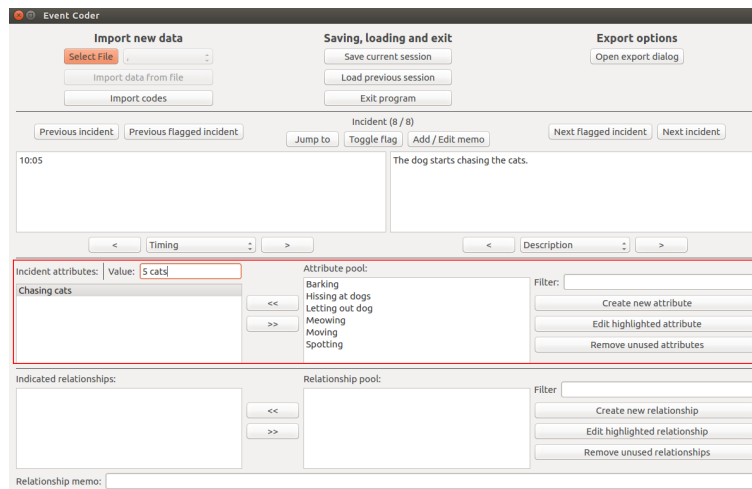 Event Coder
Import new data
Select File ,
Import data from file
Import codes
Saving, loading and exit
Save current session
Load previous session
Exit program
Export options
Open export dialog
Previous incident Previous flagged incident
Incident (8 / 8)
Jump to Toggle flag Add / Edit memo
Next flagged incident Next incident
10:05
The dog starts chasing the cats.
< Timing >
< Description >
Incident attributes: Value: 5 cats
Chasing cats
<<
>>
Attribute pool:
Barking
Hissing at dogs
Letting out dog
Meowing
Moving
Spotting
Filter:
Create new attribute
Edit highlighted attribute
Remove unused attributes
Indicated relationships:
<<
>>
Relationship pool:
Filter
Create new relationship
Edit highlighted relationship
Remove unused relationships
Relationship memo: